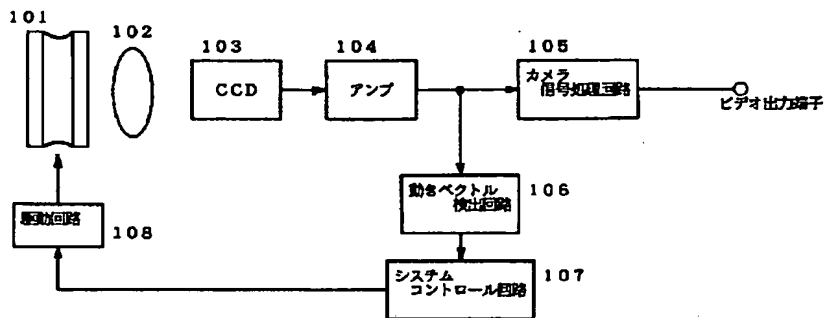 101
102
103
104
105
CCD
アンプ
カメラ
信号処理回路
ビデオ出力端子
動きベクトル
検出回路
106
駆動回路
108
システム
コントロール回路
107